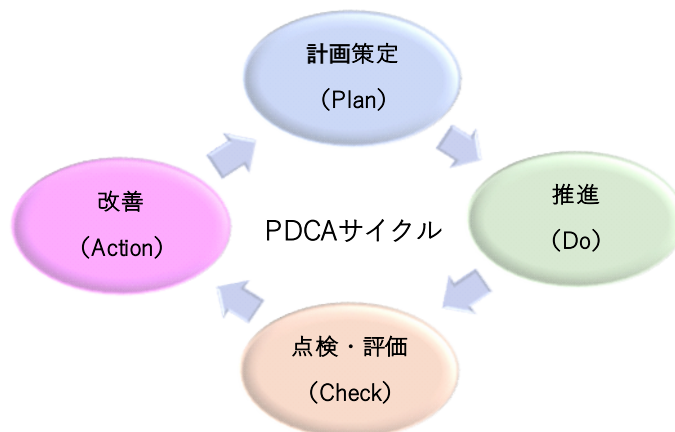 計画策定
（Plan）
推進
（Do）
改善
（Action）
PDCAサイクル
点検・評価
（Check）